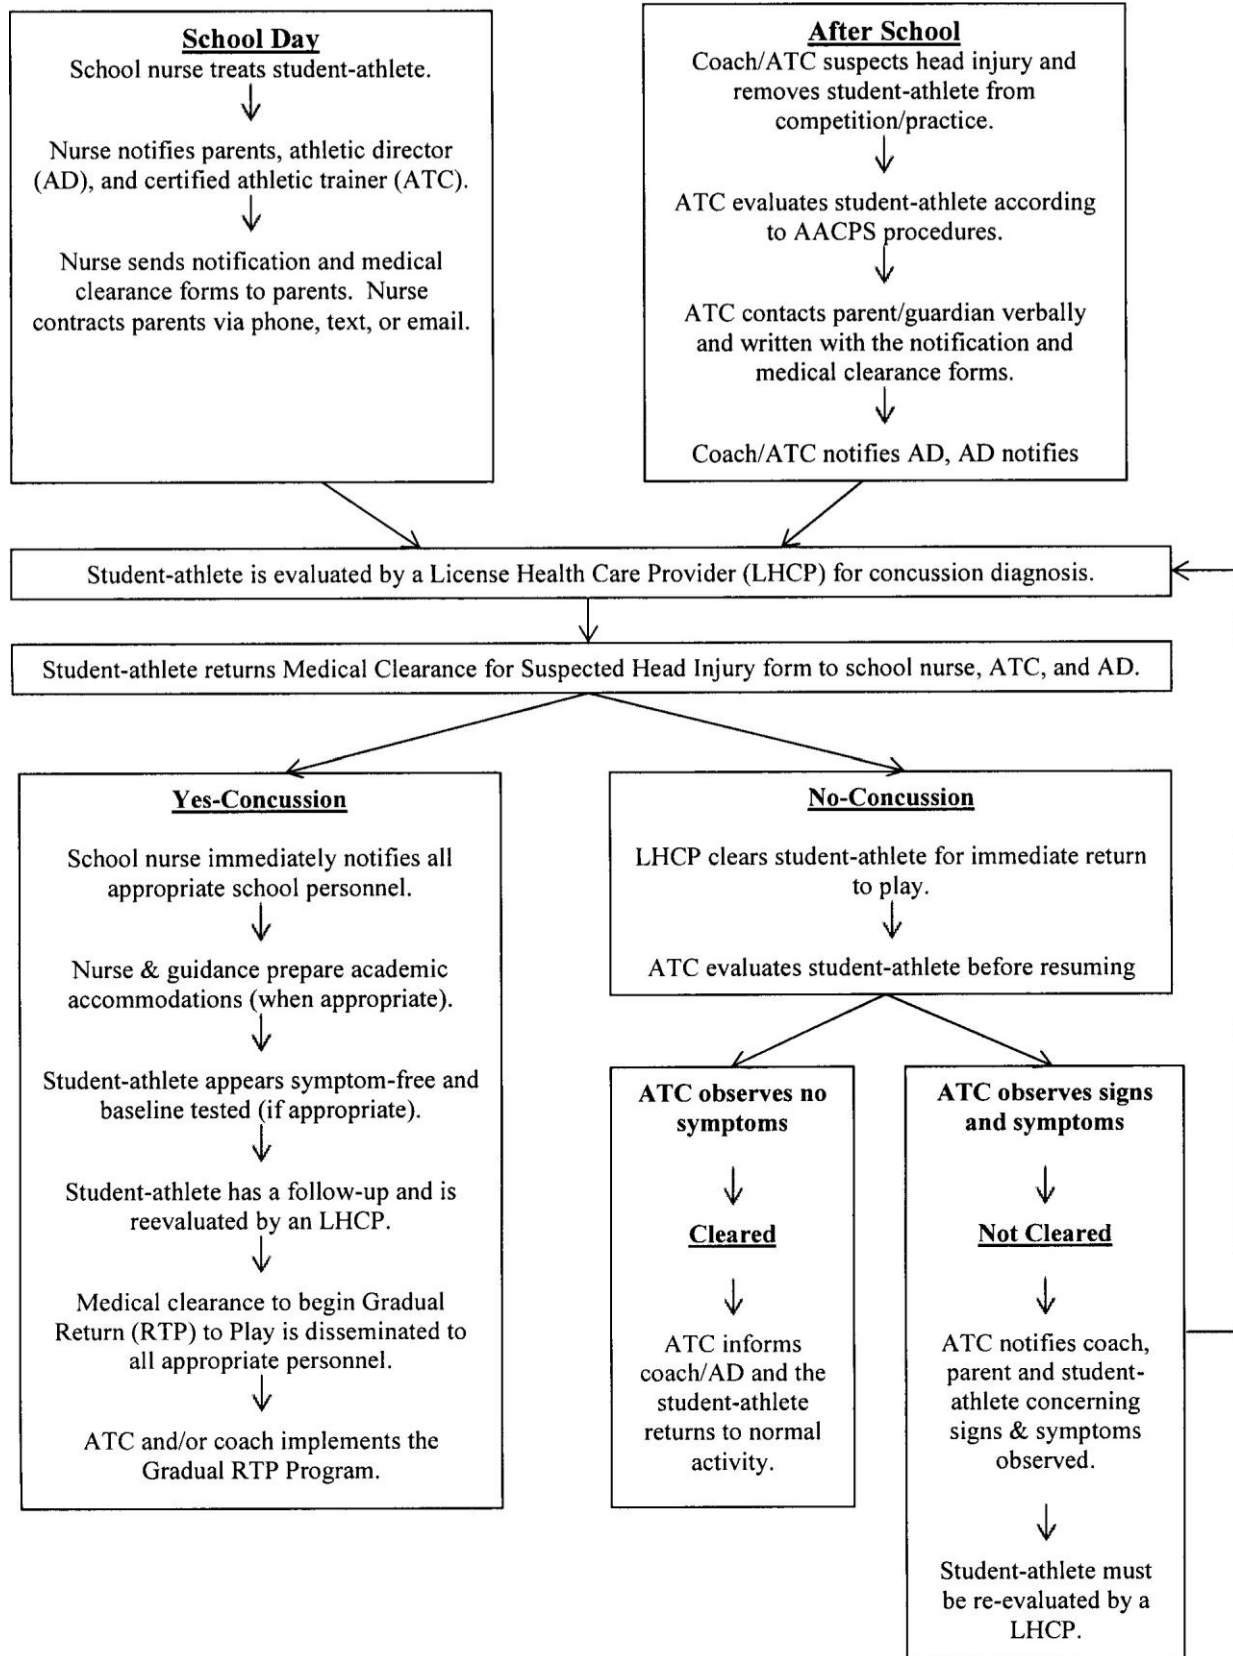 School Day
School nurse treats student-athlete.
Nurse notifies parents, athletic director
(AD), and certified athletic trainer (ATC).
Nurse sends notification and medical
clearance forms to parents. Nurse
contracts parents via phone, text, or email.
After School
Coach/ATC suspects head injury and
removes student-athlete from
competition/practice.
ATC evaluates student-athlete according
to AACPS procedures.
ATC contacts parent/guardian verbally
and written with the notification and
medical clearance forms.
Coach/ATC notifies AD, AD notifies
Student-athlete is evaluated by a License Health Care Provider (LHCP) for concussion diagnosis.
Student-athlete returns Medical Clearance for Suspected Head Injury form to school nurse, ATC, and AD.
Yes-Concussion
School nurse immediately notifies all
appropriate school personnel.
Nurse & guidance prepare academic
accommodations (when appropriate).
Student-athlete appears symptom-free and
baseline tested (if appropriate).
Student-athlete has a follow-up and is
reevaluated by an LHCP.
Medical clearance to begin Gradual
Return (RTP) to Play is disseminated to
all appropriate personnel.
ATC and/or coach implements the
Gradual RTP Program.
No-Concussion
LHCP clears student-athlete for immediate return
to play.
ATC evaluates student-athlete before resuming
ATC observes no
symptoms
Cleared
ATC informs
coach/AD and the
student-athlete
returns to normal
activity.
ATC observes signs
and symptoms
Not Cleared
ATC notifies coach,
parent and student-
athlete concerning
signs & symptoms
observed.
Student-athlete must
be re-evaluated by a
LHCP.